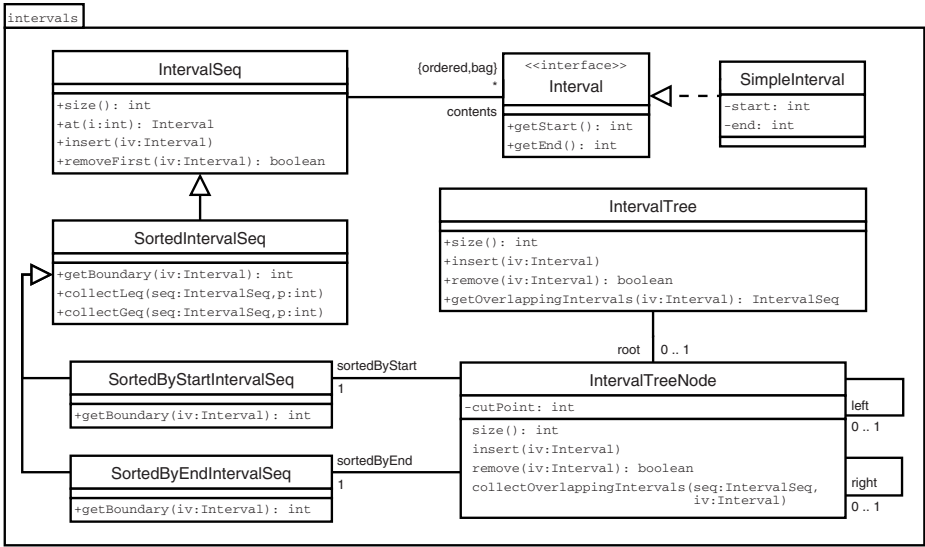 intervals
IntervalSeq
+size(): int
+at(i:int): Interval
+insert(iv:Interval)
+removeFirst(iv:Interval): boolean
{ordered,bag}
*
contents
<<interface>>
Interval
+getStart(): int
+getEnd(): int
SimpleInterval
-start: int
-end: int
SortedIntervalSeq
+getBoundary(iv:Interval): int
+collectLeq(seq:IntervalSeq,p:int)
+collectGeq(seq:IntervalSeq,p:int)
IntervalTree
+size(): int
+insert(iv:Interval)
+remove(iv:Interval): boolean
+getOverlappingIntervals(iv:Interval): IntervalSeq
root 0 .. 1
SortedByStartIntervalSeq
+getBoundary(iv:Interval): int
sortedByStart
1
SortedByEndIntervalSeq
+getBoundary(iv:Interval): int
sortedByEnd
1
IntervalTreeNode
-cutPoint: int
size(): int
insert(iv:Interval)
remove(iv:Interval): boolean
collectOverlappingIntervals(seq:IntervalSeq,
iv:Interval)
left
0 .. 1
right
0 .. 1